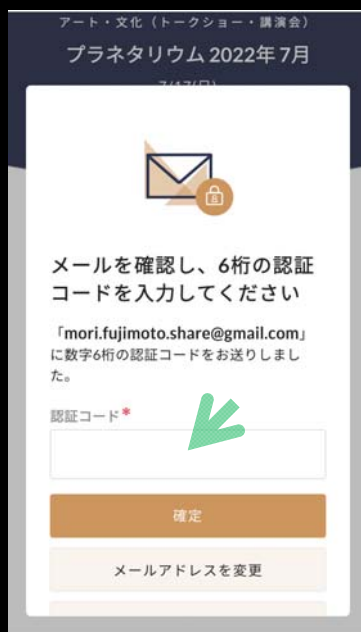 アート・文化（トークショー・講演会）
プラネタリウム 2022年 7月
7/17(日)
メールを確認し、6桁の認証
コードを入力してください
「mori.fujimoto.share@gmail.com」
に数字6桁の認証コードをお送りしまし
た。
認証コード*
確定
メールアドレスを変更